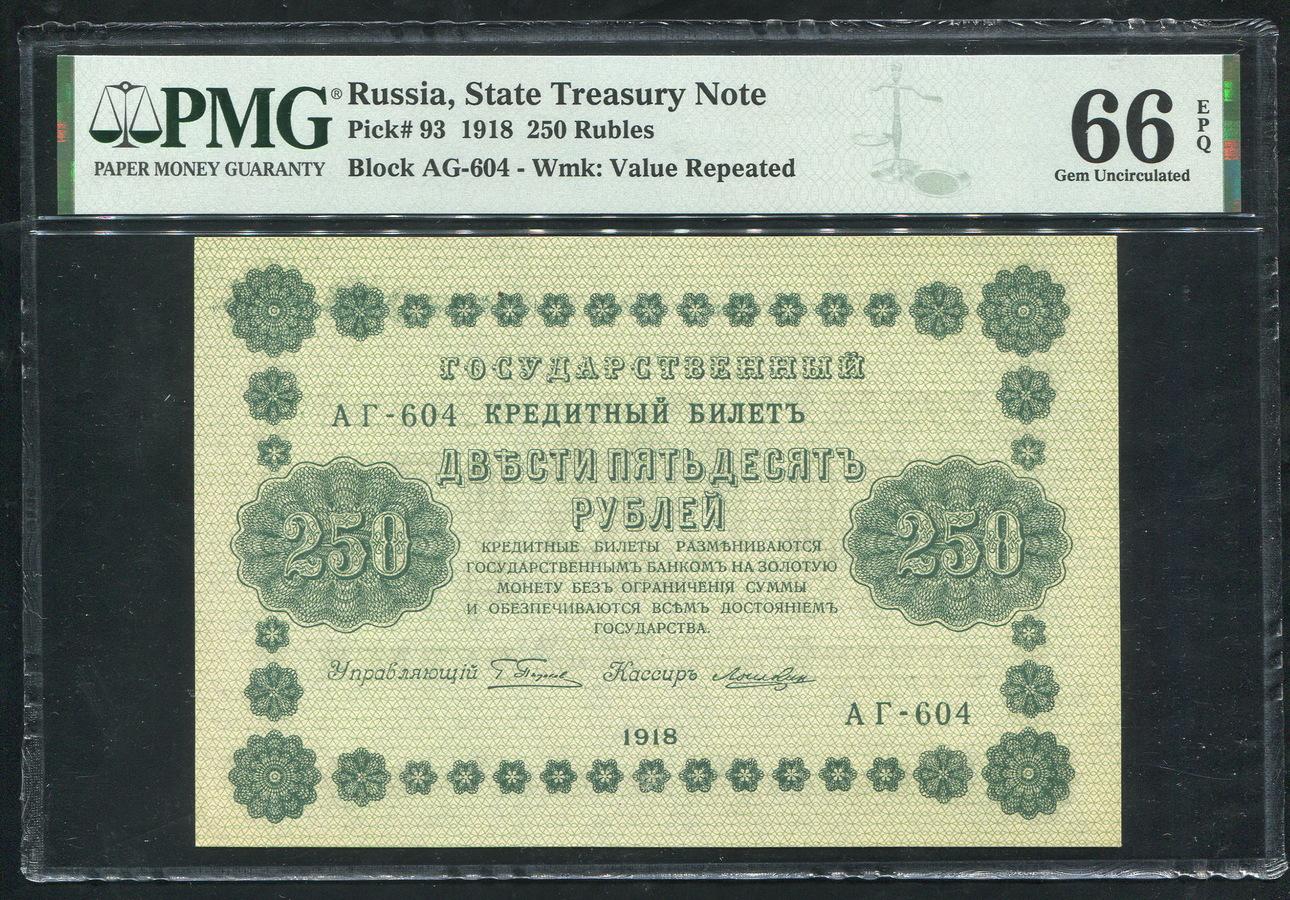 PMG® Russia, State Treasury Note
Pick# 93 1918 250 Rubles
PAPER MONEY GUARANTY Block AG-604 - Wmk: Value Repeated
66 EPQ
Gem Uncirculated
ГОСУДАРСТВЕННЫЙ
АГ-604 КРЕДИТНЫЙ БИЛЕТЪ
ДВѢСТИ ПЯТЬДЕСЯТЪ
РУБЛЕЙ
250 250
КРЕДИТНЫЕ БИЛЕТЫ РАЗМѢНИВАЮТСЯ
ГОСУДАРСТВЕННЫМЪ БАНКОМЪ НА ЗОЛОТУЮ
МОНЕТУ БЕЗЪ ОГРАНИЧЕНІЯ СУММЫ
И ОБЕЗПЕЧИВАЮТСЯ ВСѢМЪ ДОСТОЯНІЕМЪ
ГОСУДАРСТВА.
Управляющій Кассиръ
АГ-604
1918